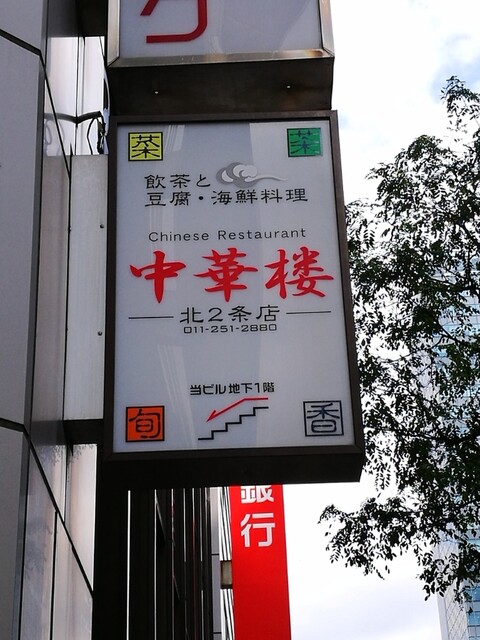 菜 菜
飲茶と
豆腐・海鮮料理
Chinese Restaurant
中華楼
北2条店
011-251-2880
当ビル地下1階
旬 香
銀行